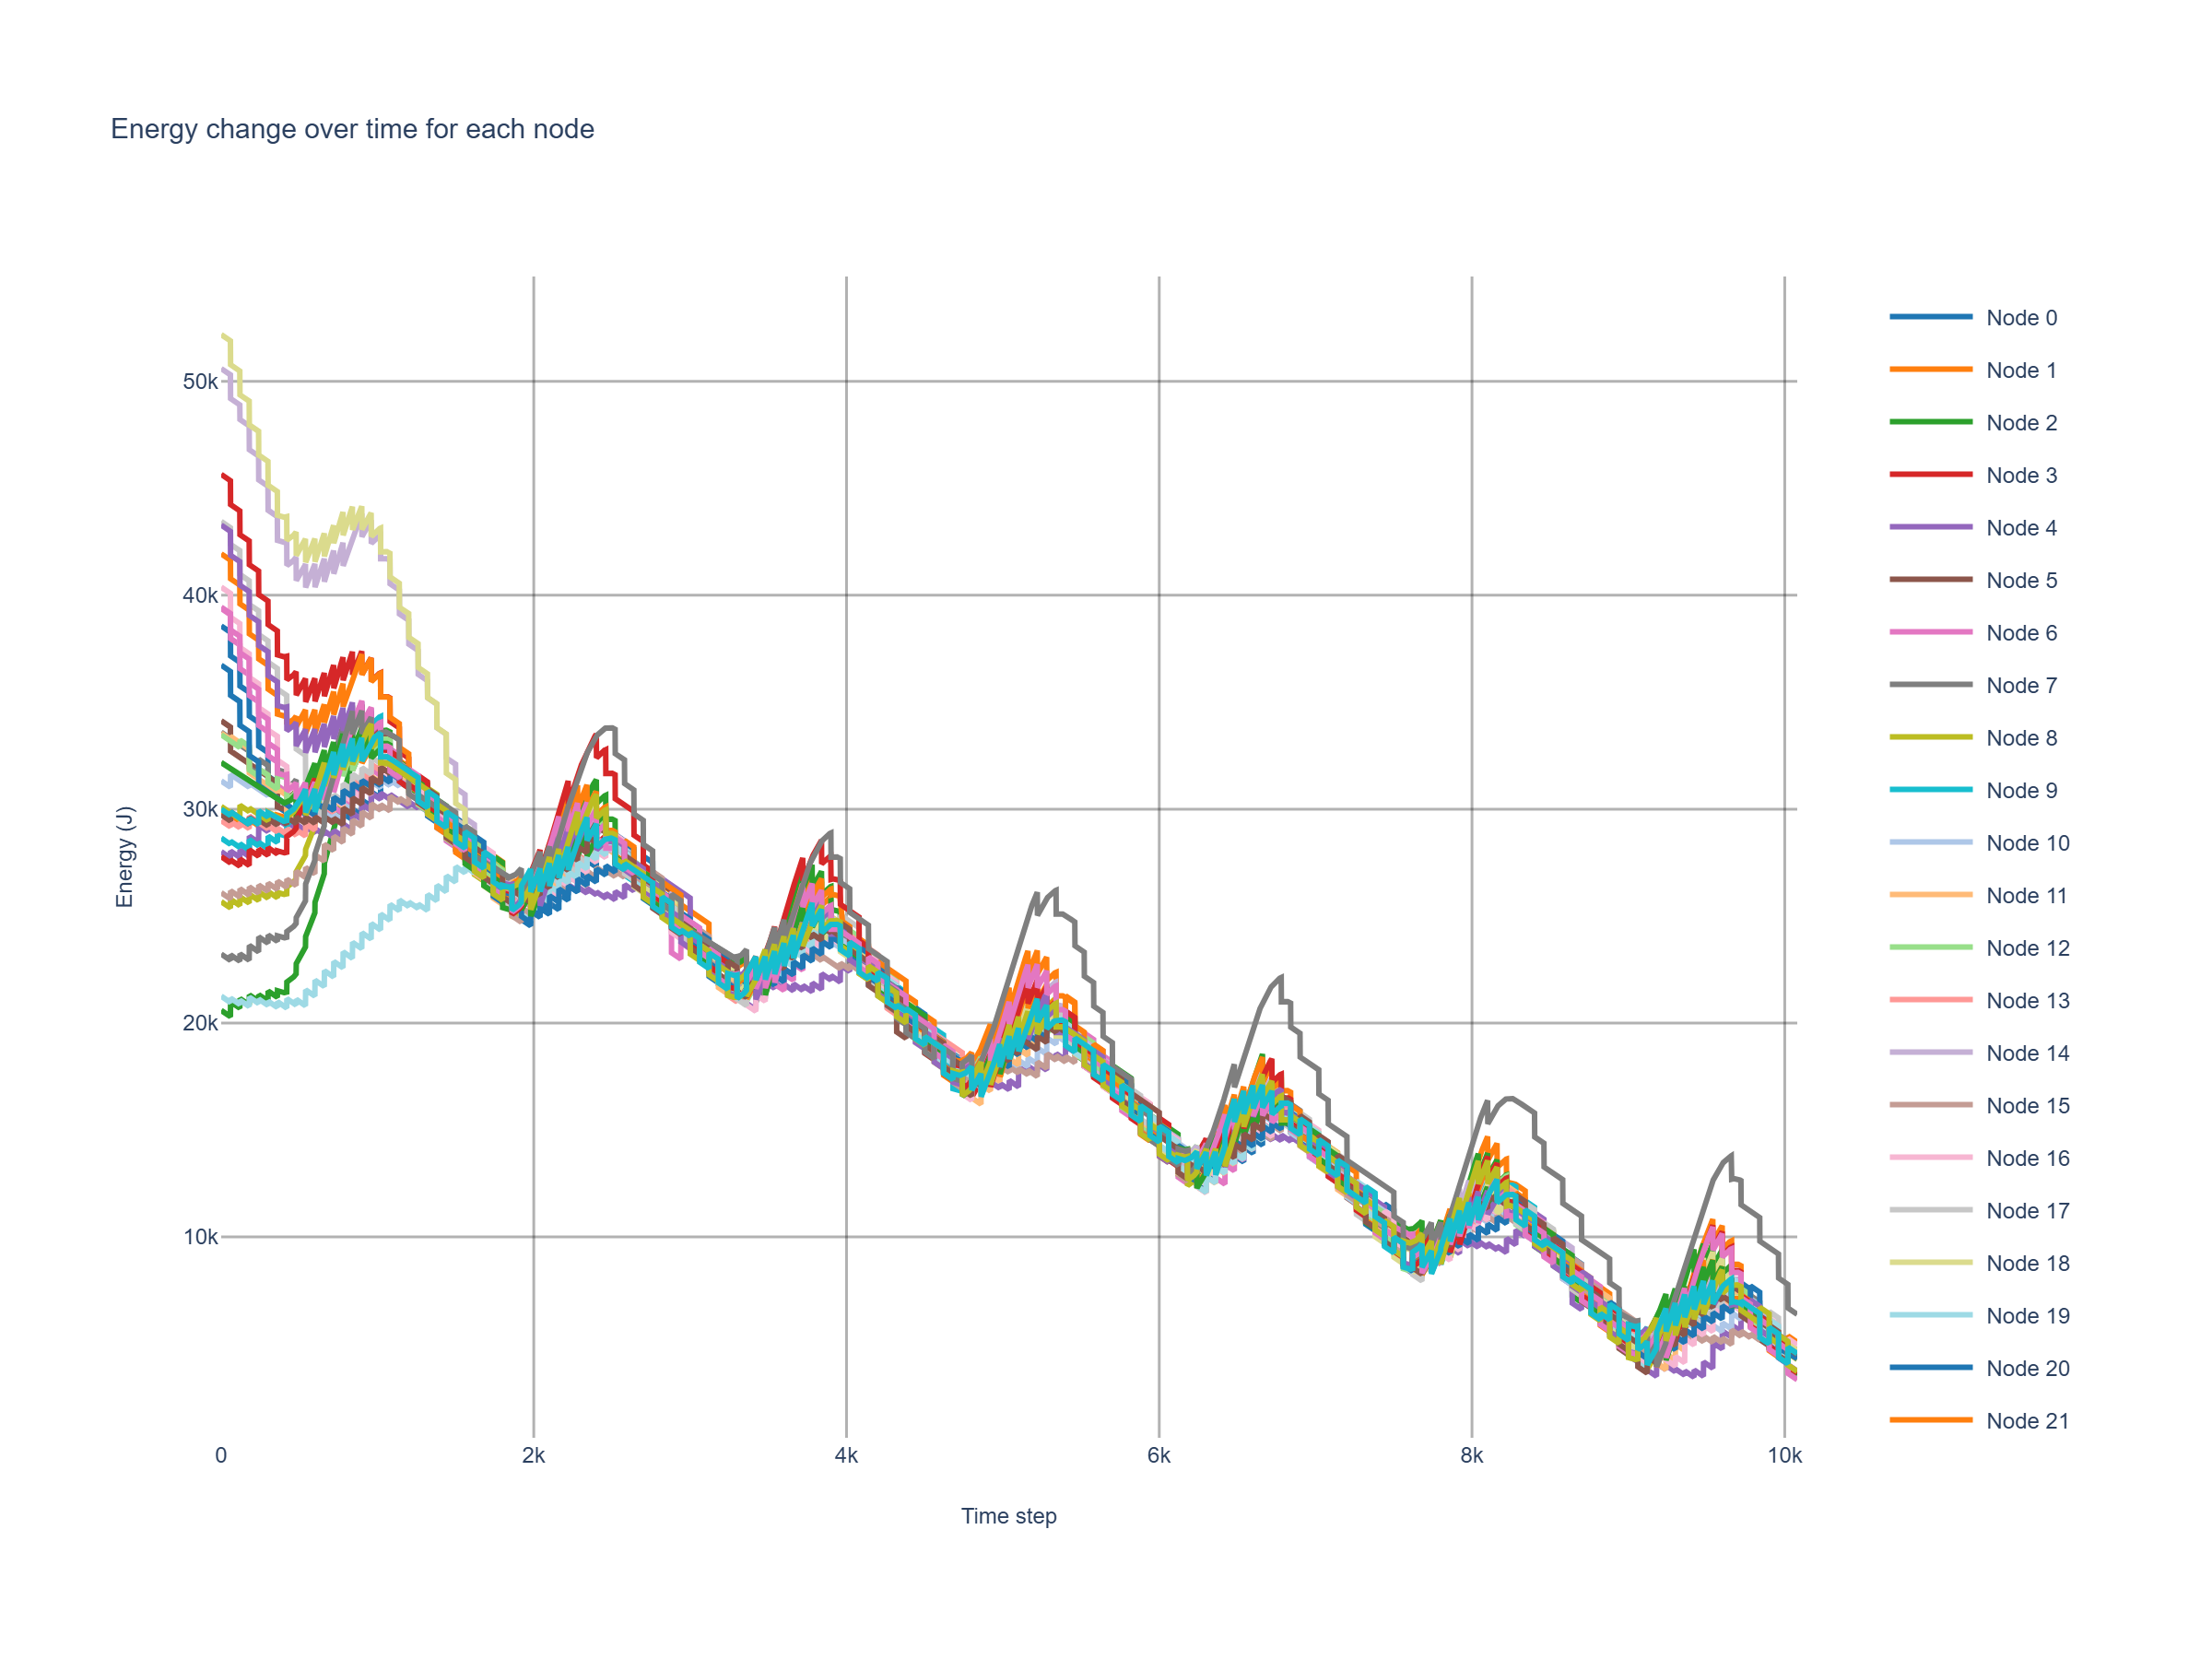 Energy change over time for each node
50k
40k
30k
20k
10k
Energy (J)
0
2k
4k
6k
8k
10k
Time step
Node 0
Node 1
Node 2
Node 3
Node 4
Node 5
Node 6
Node 7
Node 8
Node 9
Node 10
Node 11
Node 12
Node 13
Node 14
Node 15
Node 16
Node 17
Node 18
Node 19
Node 20
Node 21